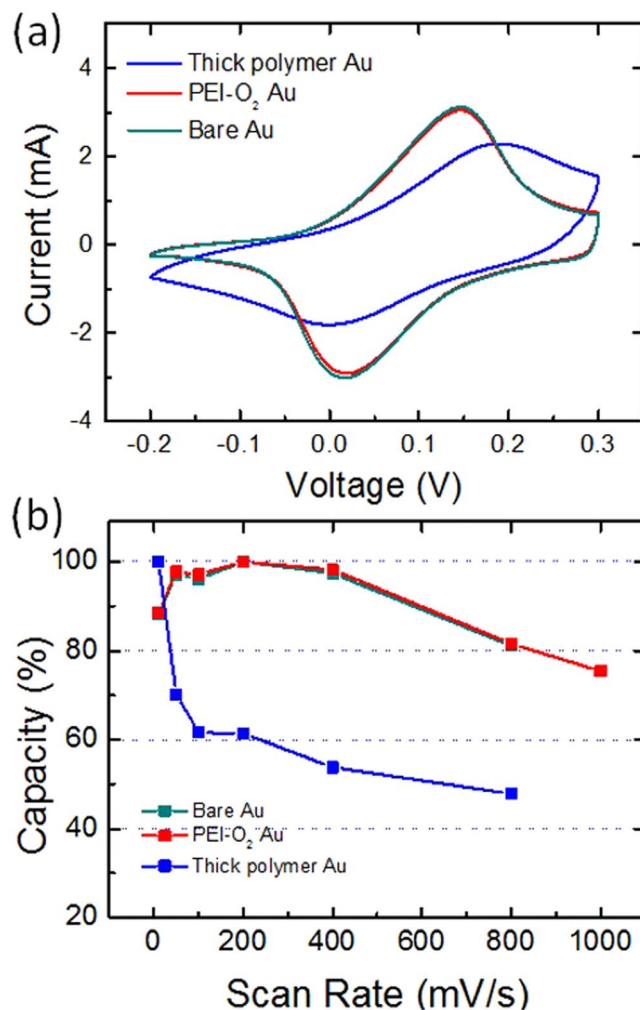 (a)
Thick polymer Au
PEI-O₂ Au
Bare Au
4
2
0
-2
-4
Current (mA)
-0.2 -0.1 0.0 0.1 0.2 0.3
Voltage (V)
(b)
100
80
60
40
20
Capacity (%)
Bare Au
PEI-O₂ Au
Thick polymer Au
0 200 400 600 800 1000
Scan Rate (mV/s)